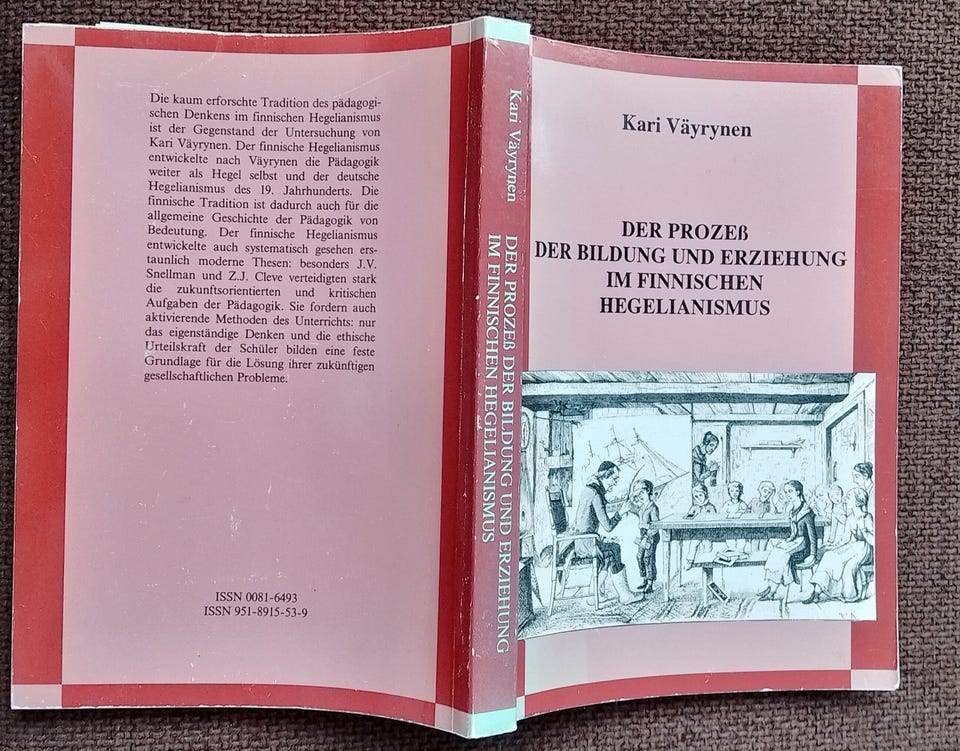 Die kaum erforschte Tradition des pädagogi-
schen Denkens im finnischen Hegelianismus
ist der Gegenstand der Untersuchung von
Kari Väyrynen. Der finnische Hegelianismus
entwickelte nach Väyrynen die Pädagogik
weiter als Hegel selbst und der deutsche
Hegelianismus des 19. Jahrhunderts. Die
finnische Tradition ist dadurch auch für die
allgemeine Geschichte der Pädagogik von
Bedeutung. Der finnische Hegelianismus
entwickelte auch systematisch gesehen ers-
taunlich moderne Thesen: besonders J.V.
Snellman und Z.J. Cleve verteidigten stark
die zukunftsorientierten und kritischen
Aufgaben der Pädagogik. Sie fordern auch
aktivierende Methoden des Unterrichts: nur
das eigenständige Denken und die ethische
Urteilskraft der Schüler bilden eine feste
Grundlage für die Lösung ihrer zukünftigen
gesellschaftlichen Probleme.
ISSN 0081-6493
ISSN 951-8915-53-9
Kari Väyrynen
DER PROZEß DER BILDUNG UND ERZIEHUNG
IM FINNISCHEN HEGELIANISMUS
Kari Väyrynen
DER PROZEß
DER BILDUNG UND ERZIEHUNG
IM FINNISCHEN
HEGELIANISMUS